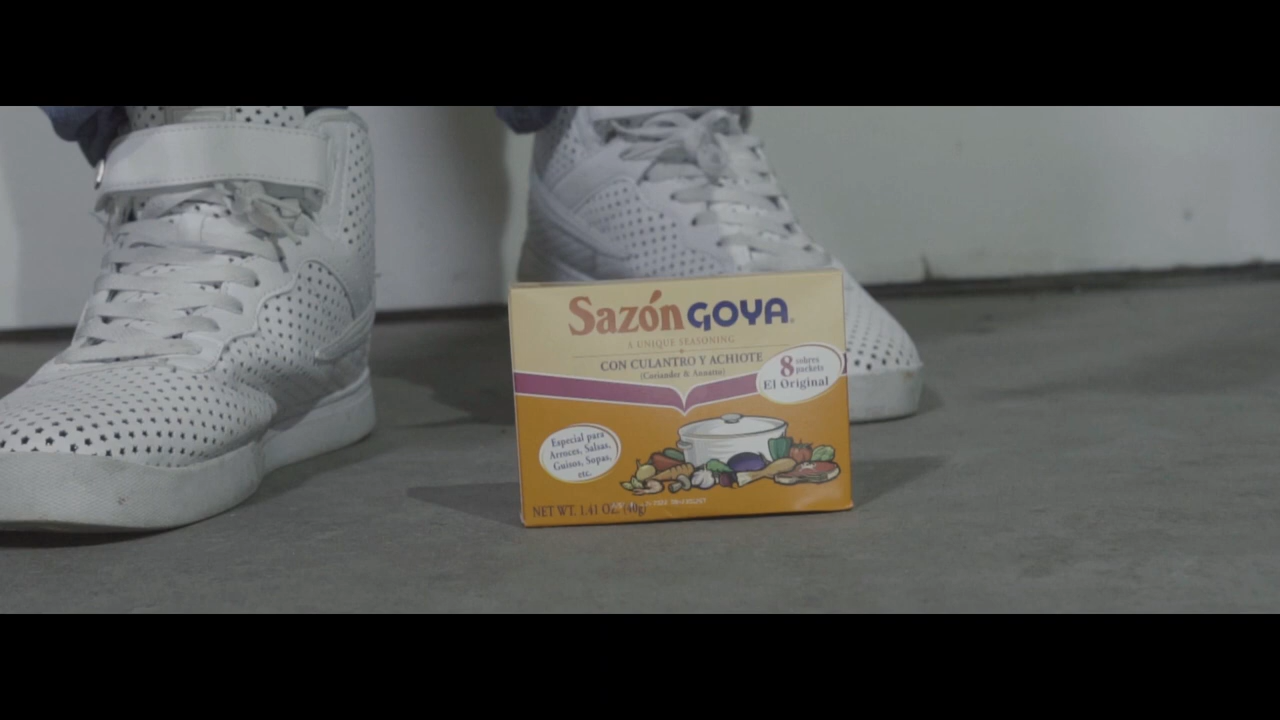 Sazón GOYA
A UNIQUE SEASONING
CON CULANTRO Y ACHIOTE
(Coriander & Annatto)
8 sobres
packets
El Original
Especial para
Arroces, Salsas,
Guisos, Sopas,
etc.
NET WT. 1.41 OZ. (40g)